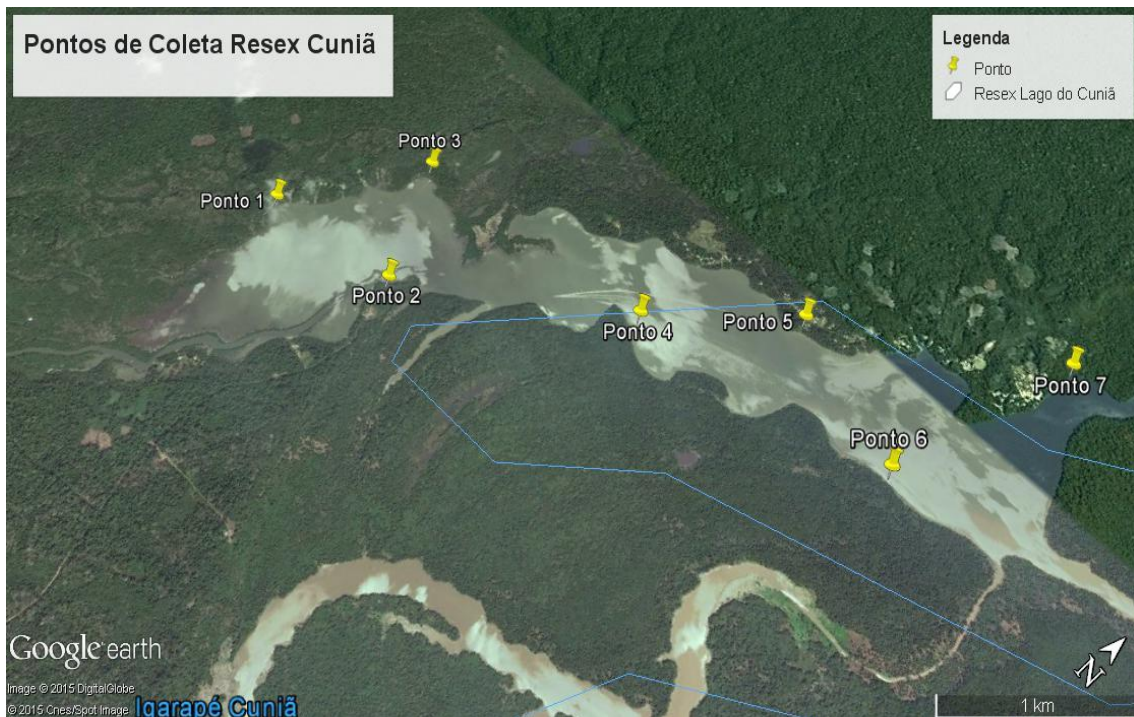 Pontos de Coleta Resex Cuniã
Legenda
Ponto
Resex Lago do Cuniã
Ponto 3
Ponto 1
Ponto 2
Ponto 4
Ponto 5
Ponto 7
Ponto 6
Google earth
N
Image © 2015 DigitalGlobe
© 2015 Cnes/Spot Image
Igarapé Cuniã
1 km